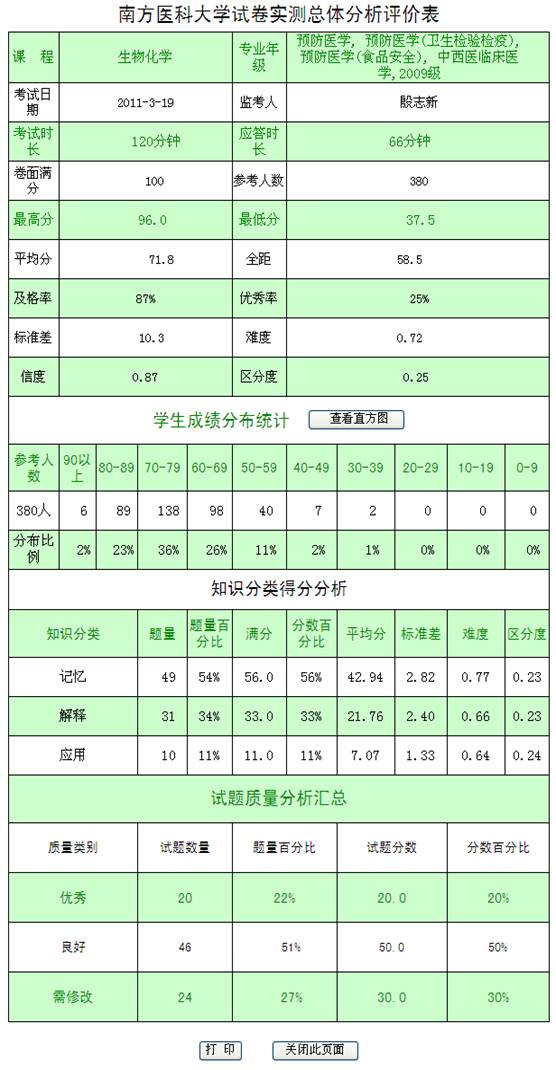 南方医科大学试卷实测总体分析评价表
课 程 生物化学 专业年级 预防医学, 预防医学(卫生检验检疫), 预防医学(食品安全), 中西医临床医学,2009级
考试日期 2011-3-19 监考人 殷志新
考试时长 120分钟 应答时长 66分钟
卷面满分 100 参考人数 380
最高分 96.0 最低分 37.5
平均分 71.8 全距 58.5
及格率 87% 优秀率 25%
标准差 10.3 难度 0.72
信度 0.87 区分度 0.25
学生成绩分布统计 查看直方图
参考人数 90以上 80-89 70-79 60-69 50-59 40-49 30-39 20-29 10-19 0-9
380人 6 89 138 98 40 7 2 0 0 0
分布比例 2% 23% 36% 26% 11% 2% 1% 0% 0% 0%
知识分类得分分析
知识分类 题量 题量百分比 满分 分数百分比 平均分 标准差 难度 区分度
记忆 49 54% 56.0 56% 42.94 2.82 0.77 0.23
解释 31 34% 33.0 33% 21.76 2.40 0.66 0.23
应用 10 11% 11.0 11% 7.07 1.33 0.64 0.24
试题质量分析汇总
质量类别 试题数量 题量百分比 试题分数 分数百分比
优秀 20 22% 20.0 20%
良好 46 51% 50.0 50%
需修改 24 27% 30.0 30%
打 印 关闭此页面